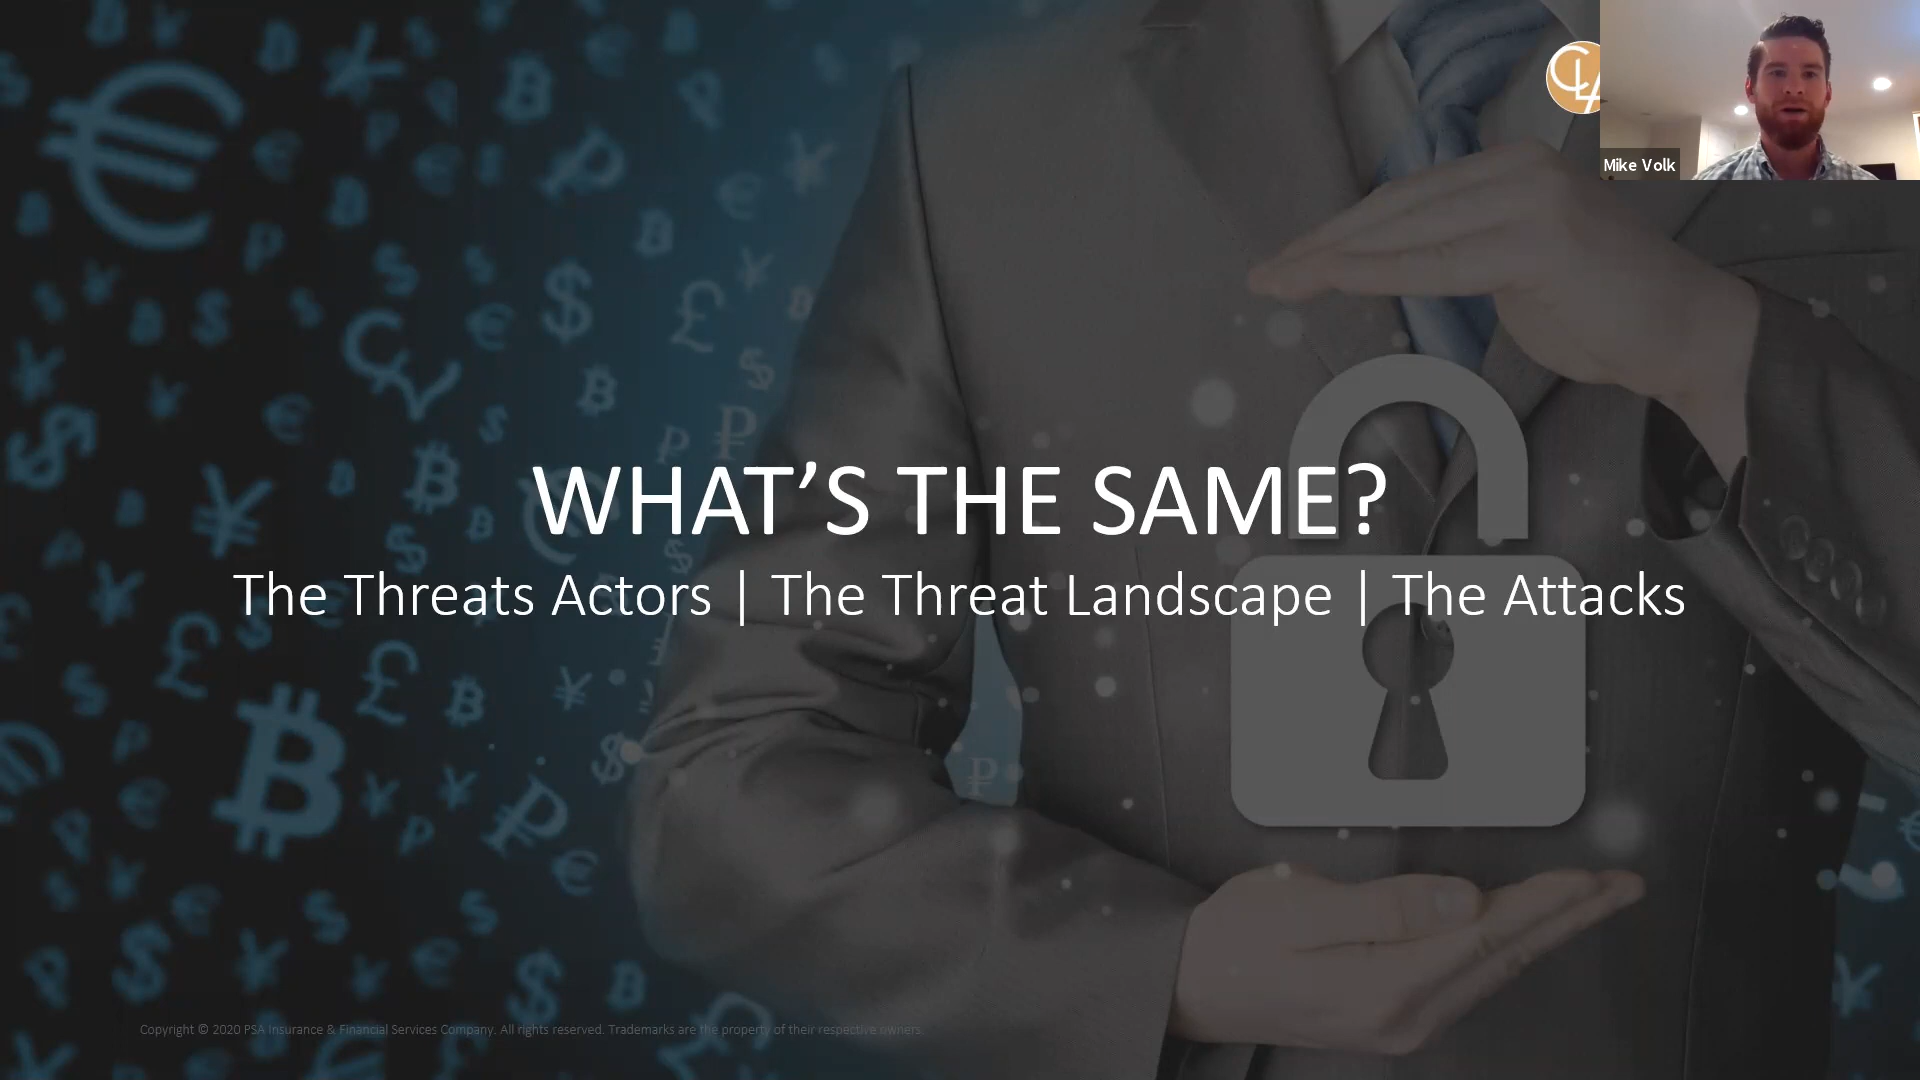 CLA
Mike Volk
WHAT’S THE SAME?
The Threats Actors | The Threat Landscape | The Attacks
Copyright © 2020 PSA Insurance & Financial Services Company. All rights reserved. Trademarks are the property of their respective owners.